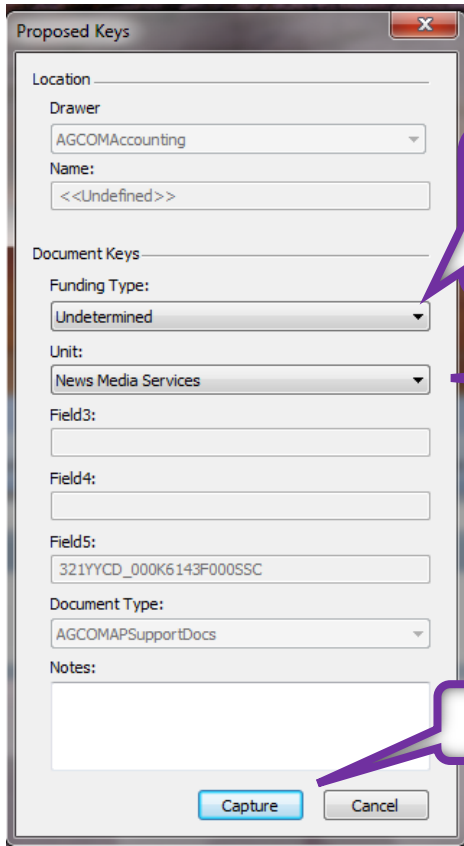 Proposed Keys
Location
Drawer
AGCOMAccounting
Name:
<<Undefined>>
Document Keys
Funding Type:
Undetermined
Unit:
News Media Services
Field3:
Field4:
Field5:
321YYCD_000K6143F000SSC
Document Type:
AGCOMAPSupportDocs
Notes:
Capture Cancel